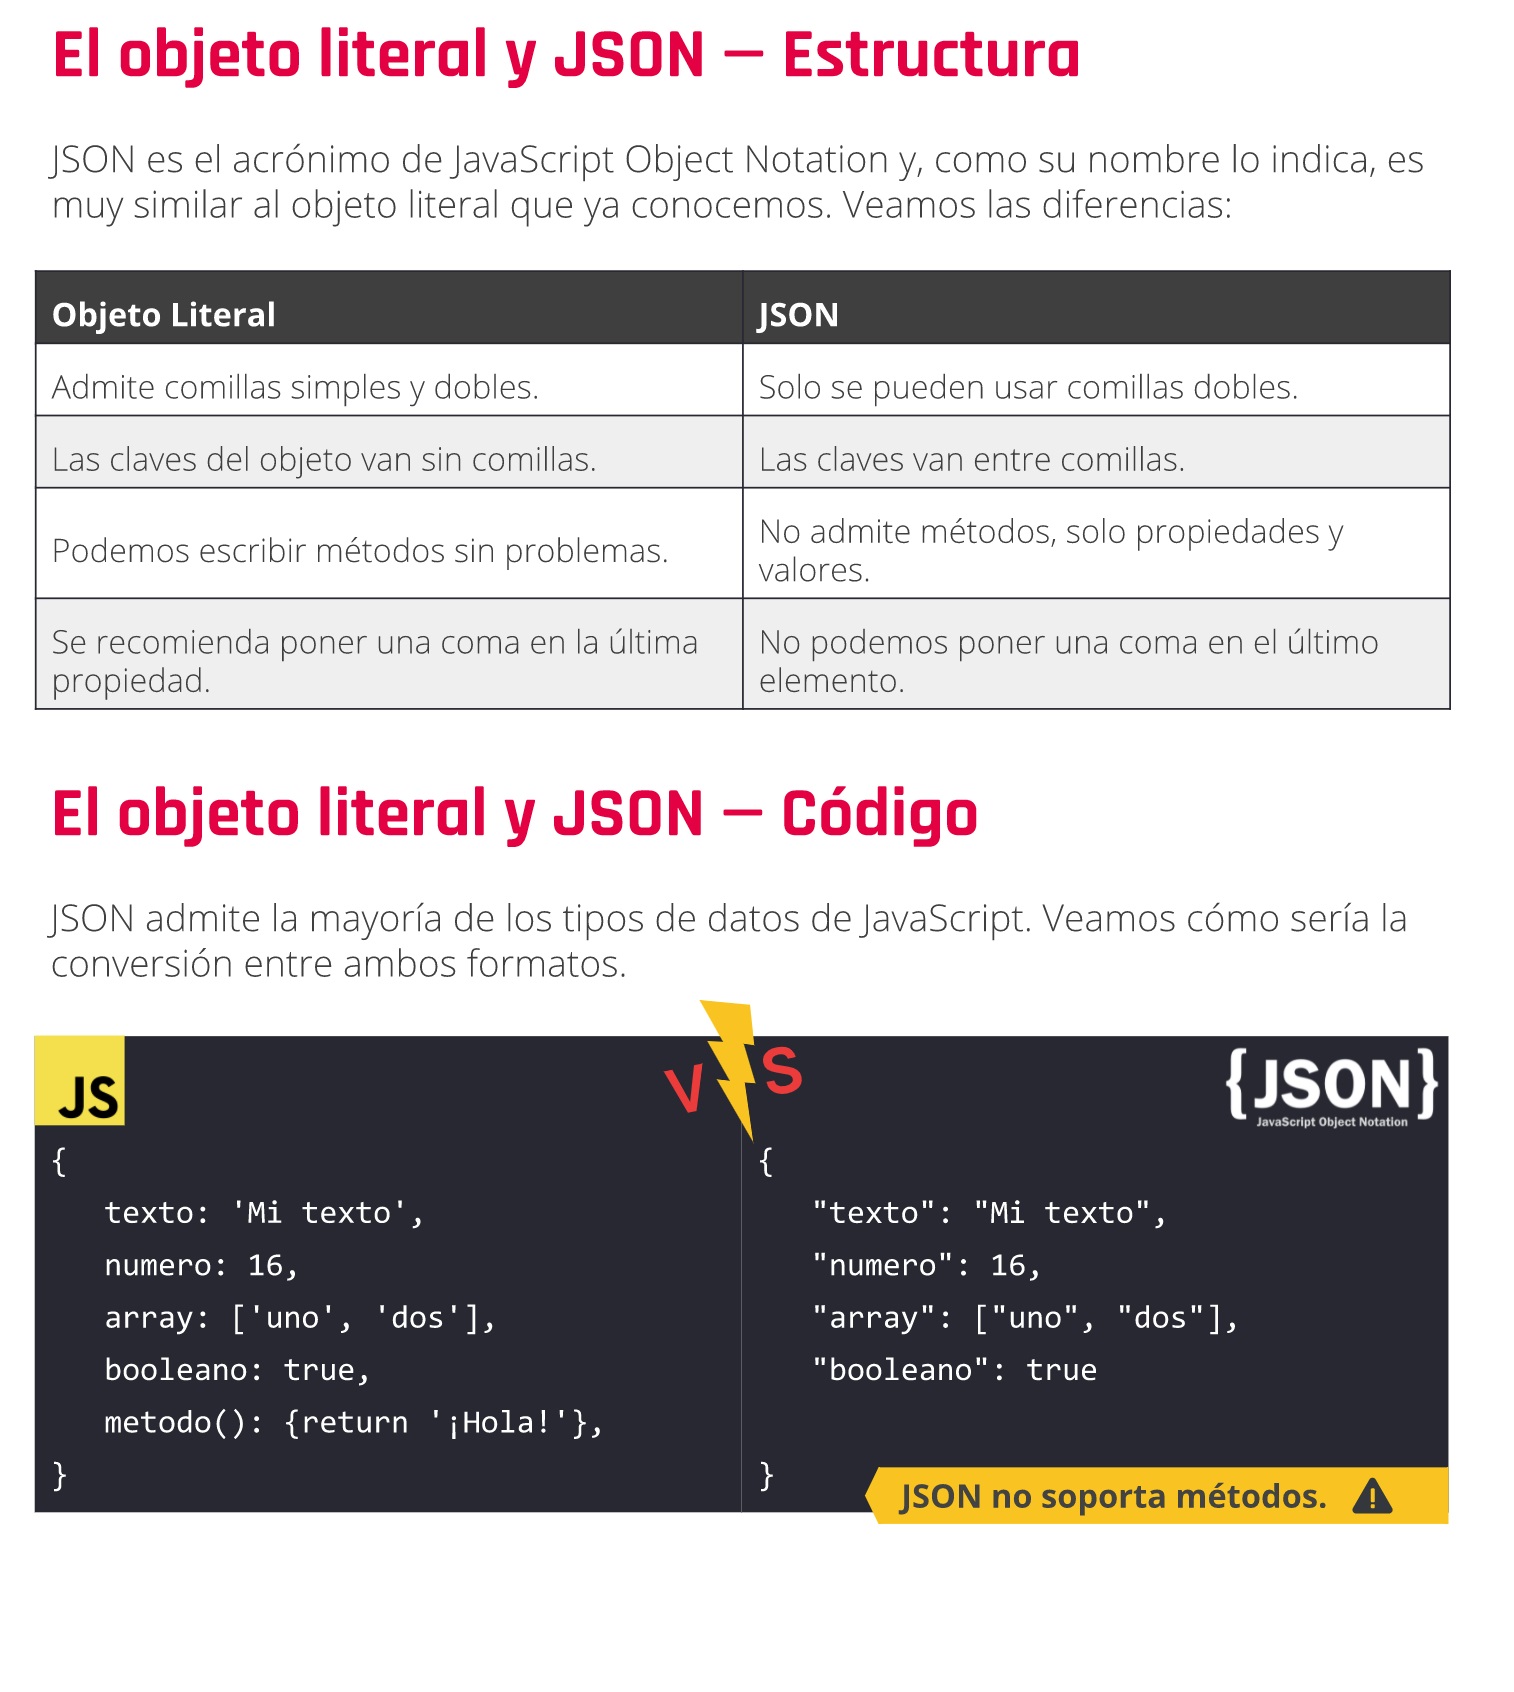 El objeto literal y JSON — Estructura
JSON es el acrónimo de JavaScript Object Notation y, como su nombre lo indica, es
muy similar al objeto literal que ya conocemos. Veamos las diferencias:
Objeto Literal
JSON
Admite comillas simples y dobles.
Solo se pueden usar comillas dobles.
Las claves del objeto van sin comillas.
Las claves van entre comillas.
Podemos escribir métodos sin problemas.
No admite métodos, solo propiedades y
valores.
Se recomienda poner una coma en la última
propiedad.
No podemos poner una coma en el último
elemento.
El objeto literal y JSON — Código
JSON admite la mayoría de los tipos de datos de JavaScript. Veamos cómo sería la
conversión entre ambos formatos.
JS
V S
{JSON}
JavaScript Object Notation
{
texto: 'Mi texto',
numero: 16,
array: ['uno', 'dos'],
booleano: true,
metodo(): {return '¡Hola!'},
}
{
"texto": "Mi texto",
"numero": 16,
"array": ["uno", "dos"],
"booleano": true
}
JSON no soporta métodos.